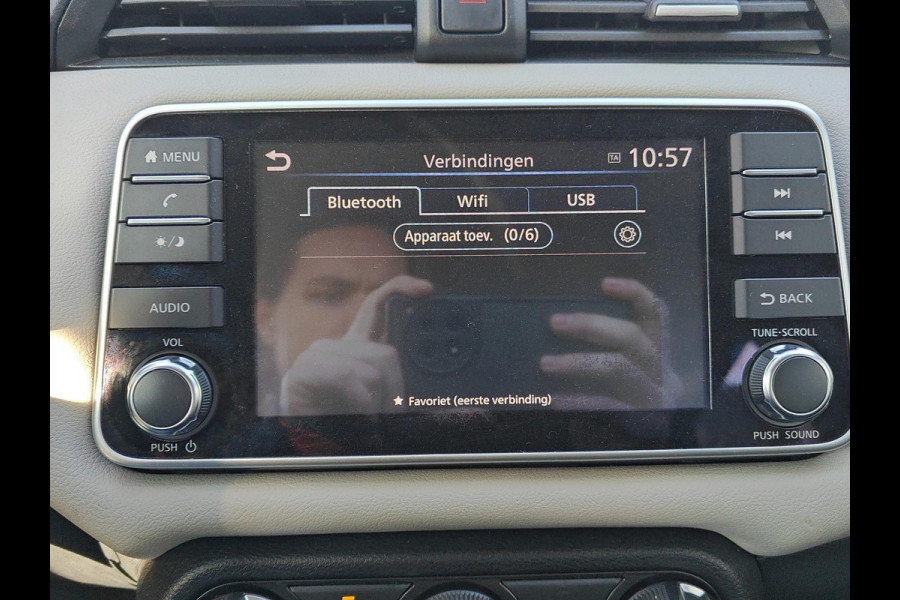 MENU
AUDIO
VOL
PUSH
Verbindingen
TA
10:57
Bluetooth
Wifi
USB
Apparaat toev. (0/6)
★ Favoriet (eerste verbinding)
BACK
TUNE·SCROLL
PUSH SOUND